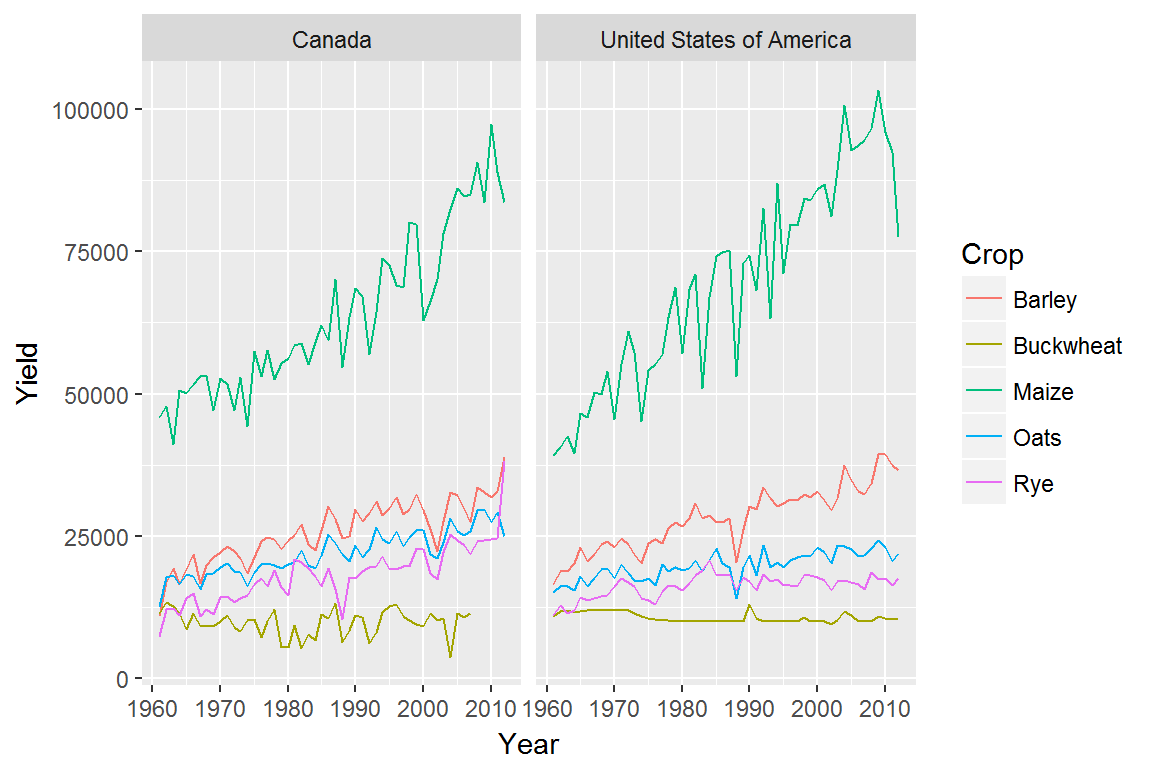 Canada
United States of America
Yield
100000
75000
50000
25000
0
1960 1970 1980 1990 2000 2010
1960 1970 1980 1990 2000 2010
Year
Crop
Barley
Buckwheat
Maize
Oats
Rye